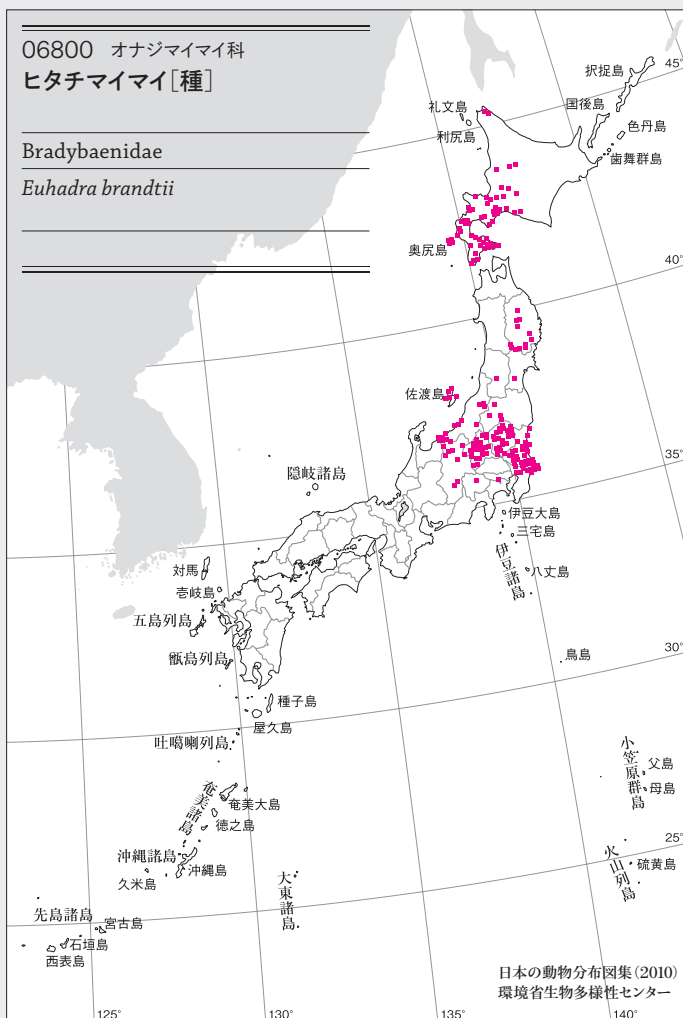 06800 オナジマイマイ科
ヒタチマイマイ[種]
Bradybaenidae
Euhadra brandtii
択捉島
45°
国後島
礼文島
色丹島
利尻島
歯舞群島
奥尻島
40°
佐渡島
35°
隠岐諸島
伊豆大島
三宅島
伊豆諸島
八丈島
対馬
壱岐島
五島列島
甑島列島
鳥島
30°
種子島
屋久島
吐噶喇列島
小笠原群島
父島
母島
奄美諸島
奄美大島
徳之島
沖縄諸島
沖縄島
久米島
25°
火山列島
硫黄島
大東諸島
先島諸島
宮古島
石垣島
西表島
日本の動物分布図集(2010)
環境省生物多様性センター
125°
130°
135°
140°